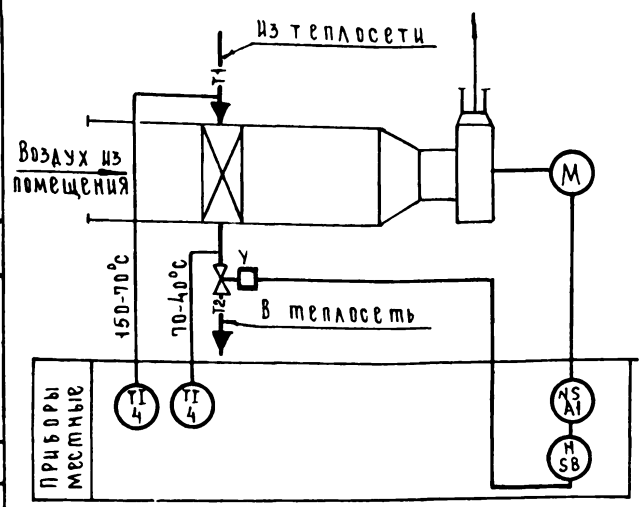 ИЗ ТЕПЛОСЕТИ
Т1
ВОЗДУХ ИЗ
ПОМЕЩЕНИЯ
М
150-70°С
70-40°С
У
Т2
В ТЕПЛОСЕТЬ
ПРИБОРЫ
МЕСТНЫЕ
TI
4
TI
4
NS
A1
H
SB